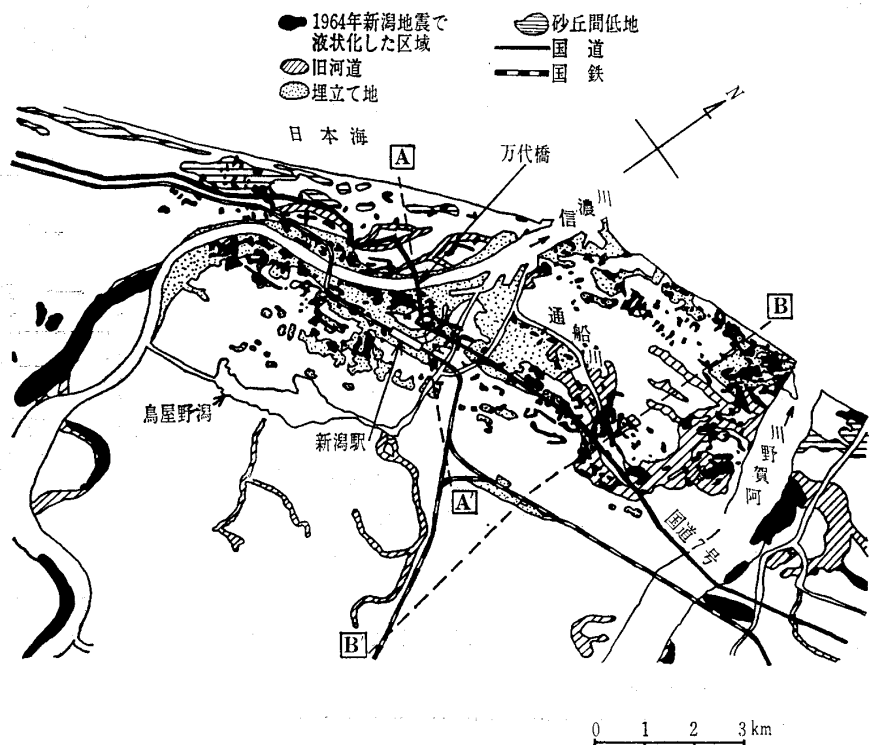 1964年新潟地震で
液状化した区域
旧河道
埋立て地
砂丘間低地
国道
国鉄
N
日本海
A
万代橋
信濃川
B
通船川
鳥屋野潟
新潟駅
A′
阿賀野川
国道7号
B′
0 1 2 3 km